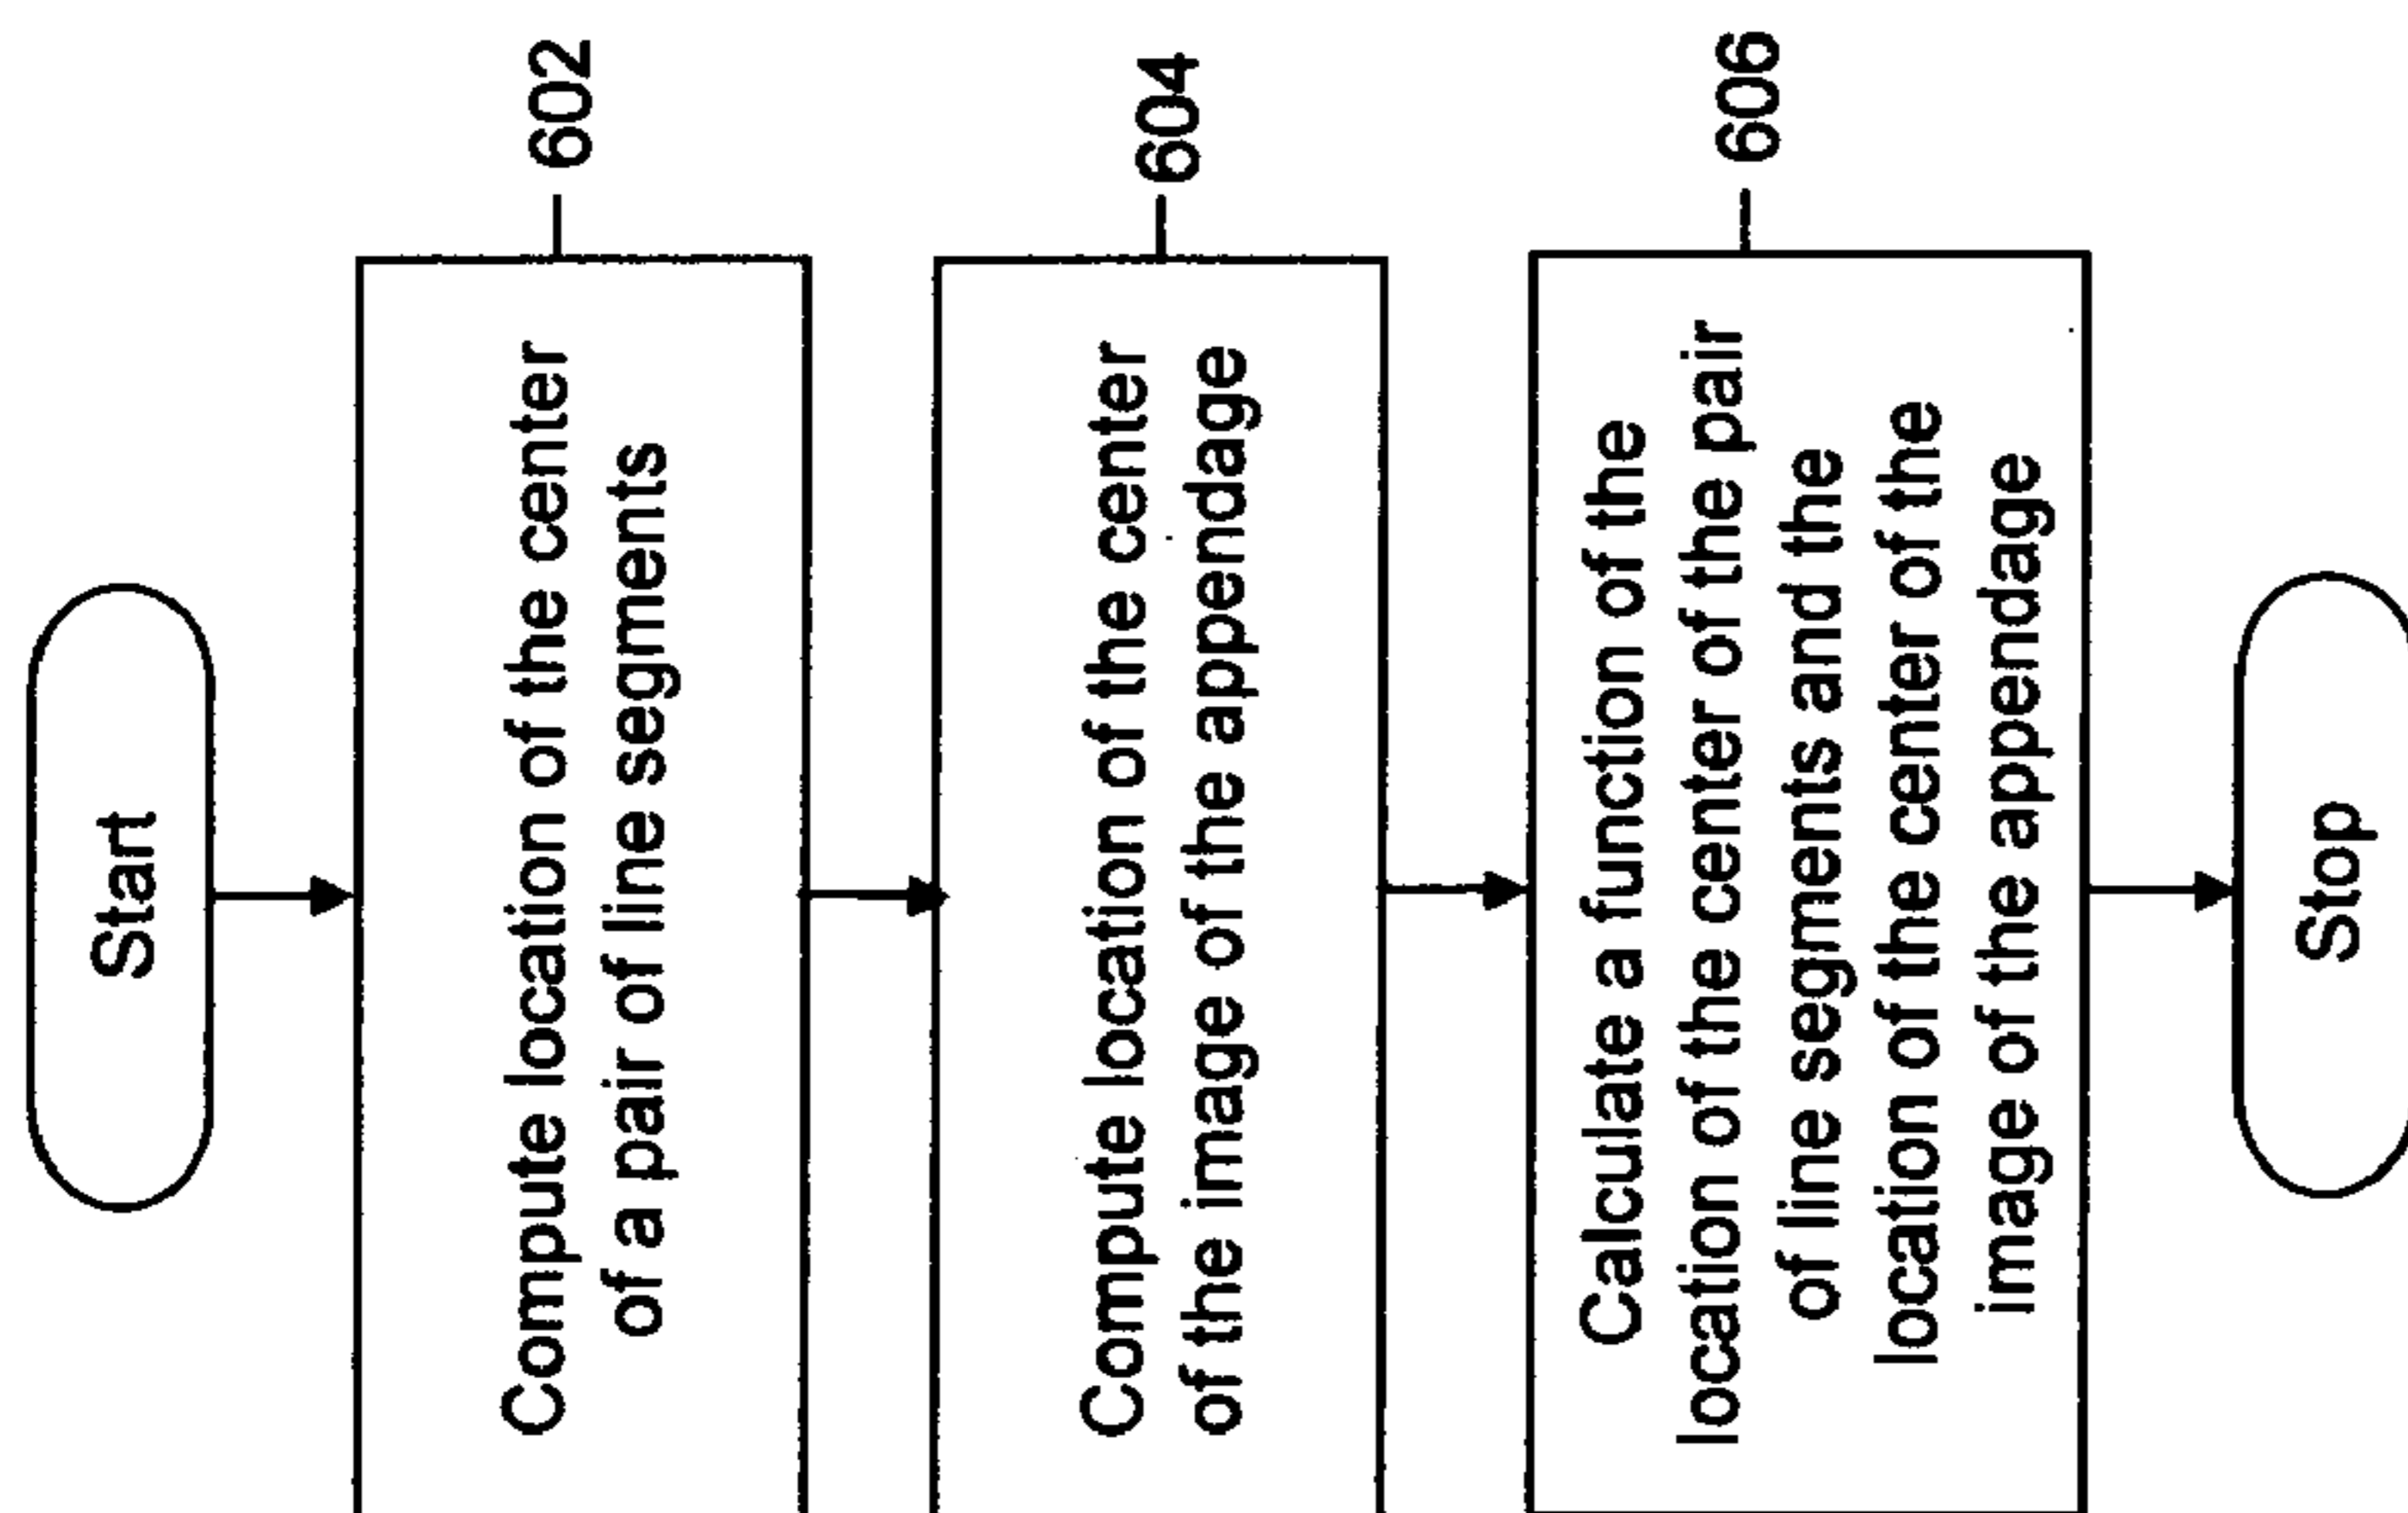 Start
Compute location of the center
of a pair of line segments
602
Compute location of the center
of the image of the appendage
604
Calculate a function of the
location of the center of the pair
of line segments and the
location of the center of the
image of the appendage
606
Stop